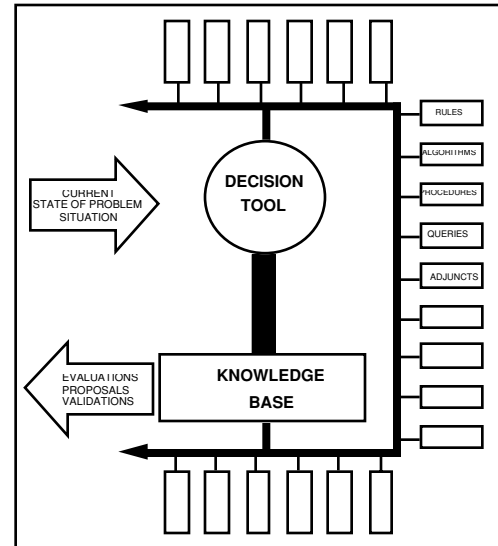 RULES
ALGORITHMS
PROCEDURES
QUERIES
ADJUNCTS
DECISION
TOOL
CURRENT
STATE OF PROBLEM
SITUATION
KNOWLEDGE
BASE
EVALUATIONS
PROPOSALS
VALIDATIONS